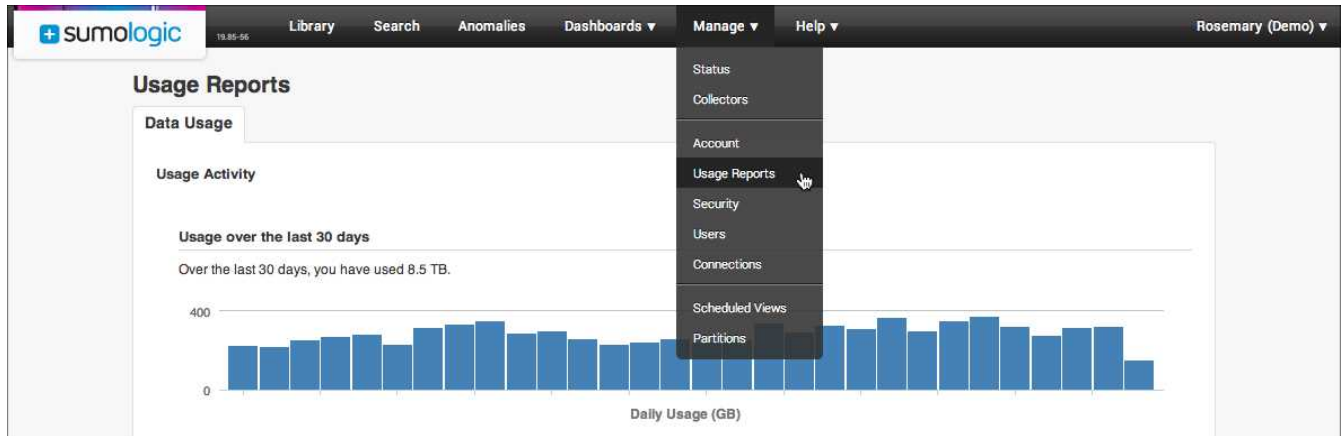 sumologic
19.85-56
Library Search Anomalies Dashboards ▾ Manage ▾ Help ▾ Rosemary (Demo) ▾
Usage Reports
Data Usage
Usage Activity
Usage over the last 30 days
Over the last 30 days, you have used 8.5 TB.
400
0
Daily Usage (GB)
Status
Collectors
Account
Usage Reports
Security
Users
Connections
Scheduled Views
Partitions